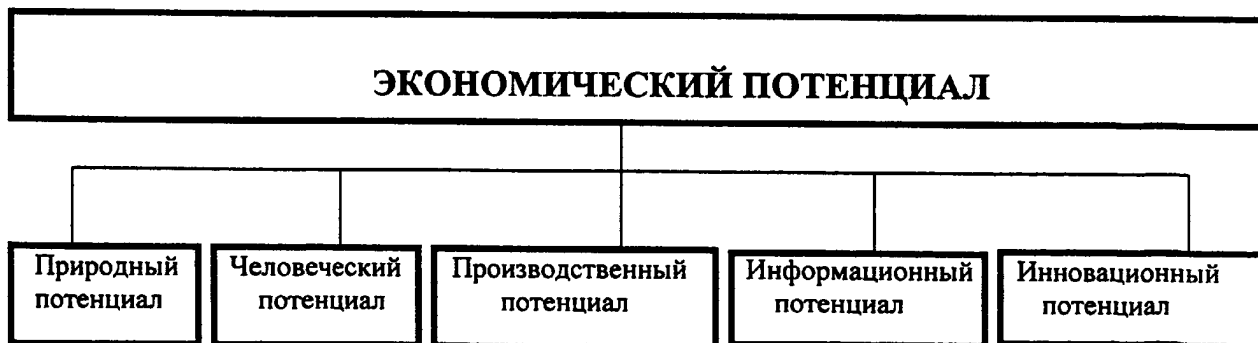 ЭКОНОМИЧЕСКИЙ ПОТЕНЦИАЛ
Природный
потенциал
Человеческий
потенциал
Производственный
потенциал
Информационный
потенциал
Инновационный
потенциал